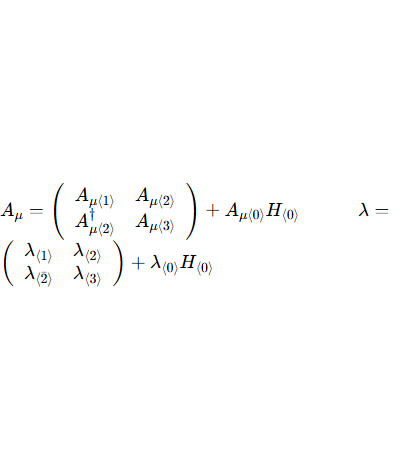 A_μ = ( A_{μ⟨1⟩} A_{μ⟨2⟩} ; A^†_{μ⟨2⟩} A_{μ⟨3⟩} ) + A_{μ⟨0⟩} H_{⟨0⟩} λ =
( λ_{⟨1⟩} λ_{⟨2⟩} ; λ_{⟨2̄⟩} λ_{⟨3⟩} ) + λ_{⟨0⟩} H_{⟨0⟩}